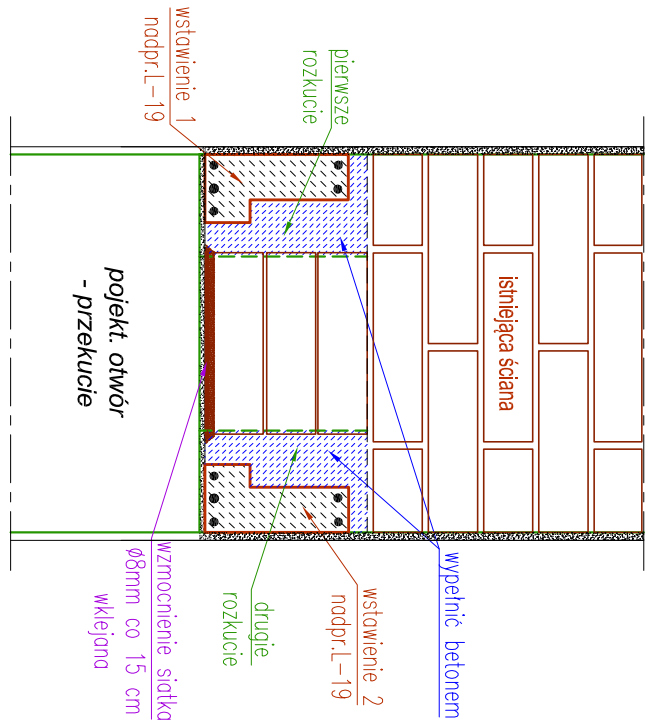 wstawienie 1
nadpr.L-19
pierwsze
rozkucie
istniejąca ściana
pojekt. otwór
- przekucie
wypełnić betonem
wstawienie 2
nadpr.L-19
drugie
rozkucie
wzmocnienie siatką
ø8mm co 15 cm
wklejana